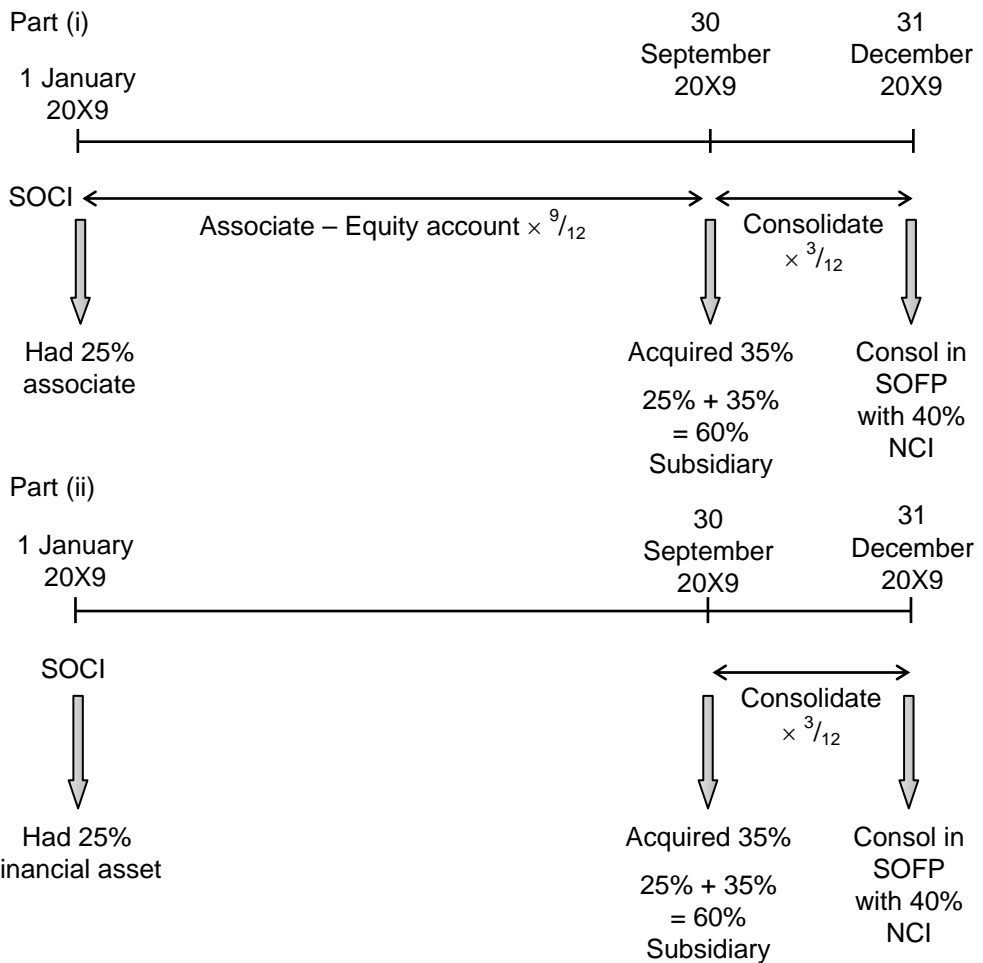 Part (i)
1 January
20X9
30
September
20X9
31
December
20X9
SOCI
Associate – Equity account × 9/12
Consolidate
× 3/12
Had 25%
associate
Acquired 35%
25% + 35%
= 60%
Subsidiary
Consol in
SOFP
with 40%
NCI
Part (ii)
1 January
20X9
30
September
20X9
31
December
20X9
SOCI
Consolidate
× 3/12
Had 25%
inancial asset
Acquired 35%
25% + 35%
= 60%
Subsidiary
Consol in
SOFP
with 40%
NCI